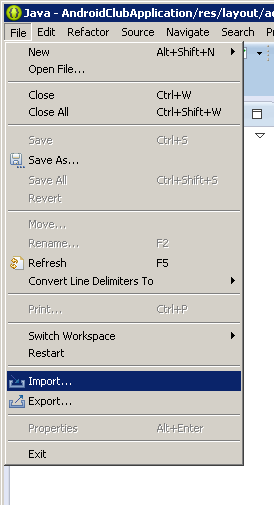 Java - AndroidClubApplication/res/layout/ac
File Edit Refactor Source Navigate Search Pr
New Alt+Shift+N
Open File...
Close Ctrl+W
Close All Ctrl+Shift+W
Save Ctrl+S
Save As...
Save All Ctrl+Shift+S
Revert
Move...
Rename... F2
Refresh F5
Convert Line Delimiters To
Print... Ctrl+P
Switch Workspace
Restart
Import...
Export...
Properties Alt+Enter
Exit